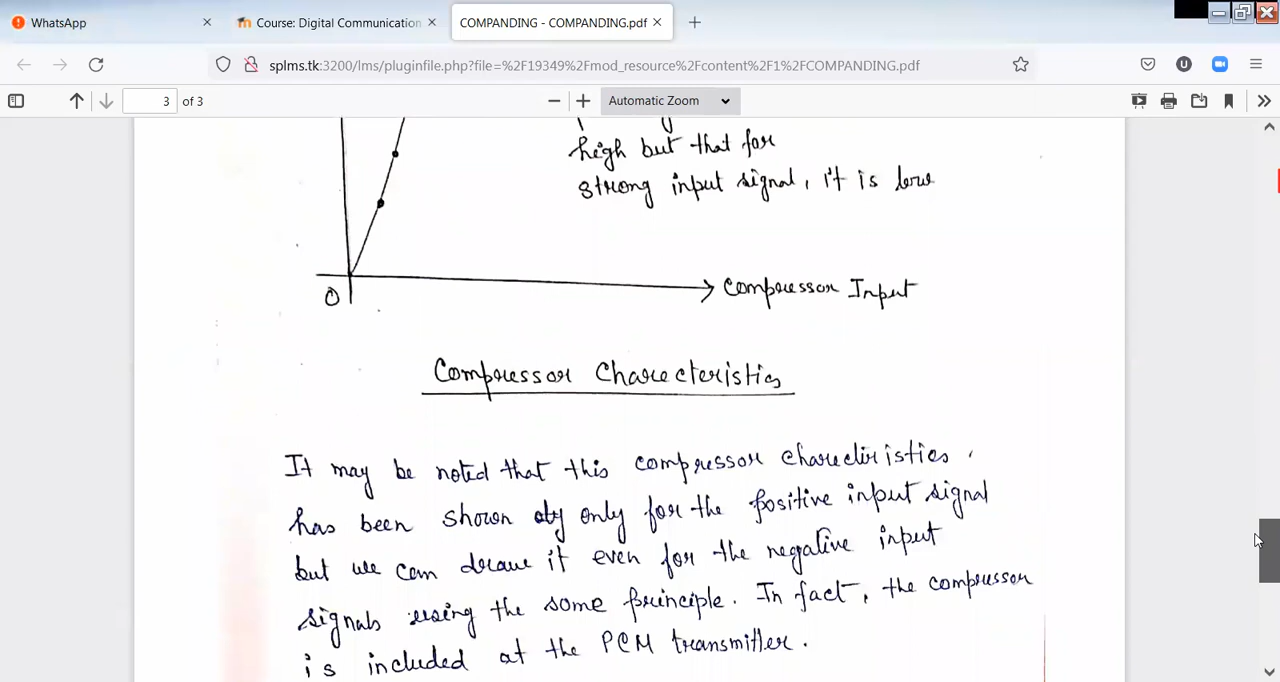 WhatsApp
Course: Digital Communication
COMPANDING - COMPANDING.pdf
splms.tk:3200/lms/pluginfile.php?file=%2F19349%2Fmod_resource%2Fcontent%2F1%2FCOMPANDING.pdf
3 of 3
Automatic Zoom
high but that for
strong input signal, it is low
O
Compressor Input
Compressor Charecteristics
It may be noted that this compressor charecteristics
has been shown only for the positive input signal
but we can draw it even for the negative input
signals using the same principle. In fact, the compressor
is included at the PCM transmitter.